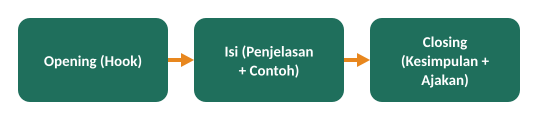 Opening (Hook)
Isi (Penjelasan
+ Contoh)
Closing
(Kesimpulan +
Ajakan)